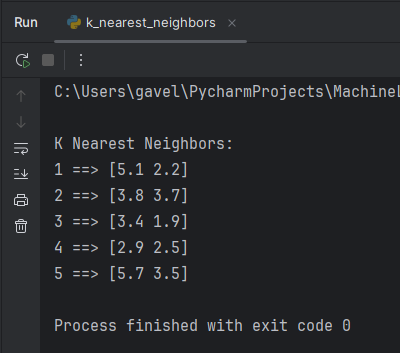 Run k_nearest_neighbors
C:\Users\gavel\PycharmProjects\Machine
K Nearest Neighbors:
1 ==> [5.1 2.2]
2 ==> [3.8 3.7]
3 ==> [3.4 1.9]
4 ==> [2.9 2.5]
5 ==> [5.7 3.5]
Process finished with exit code 0